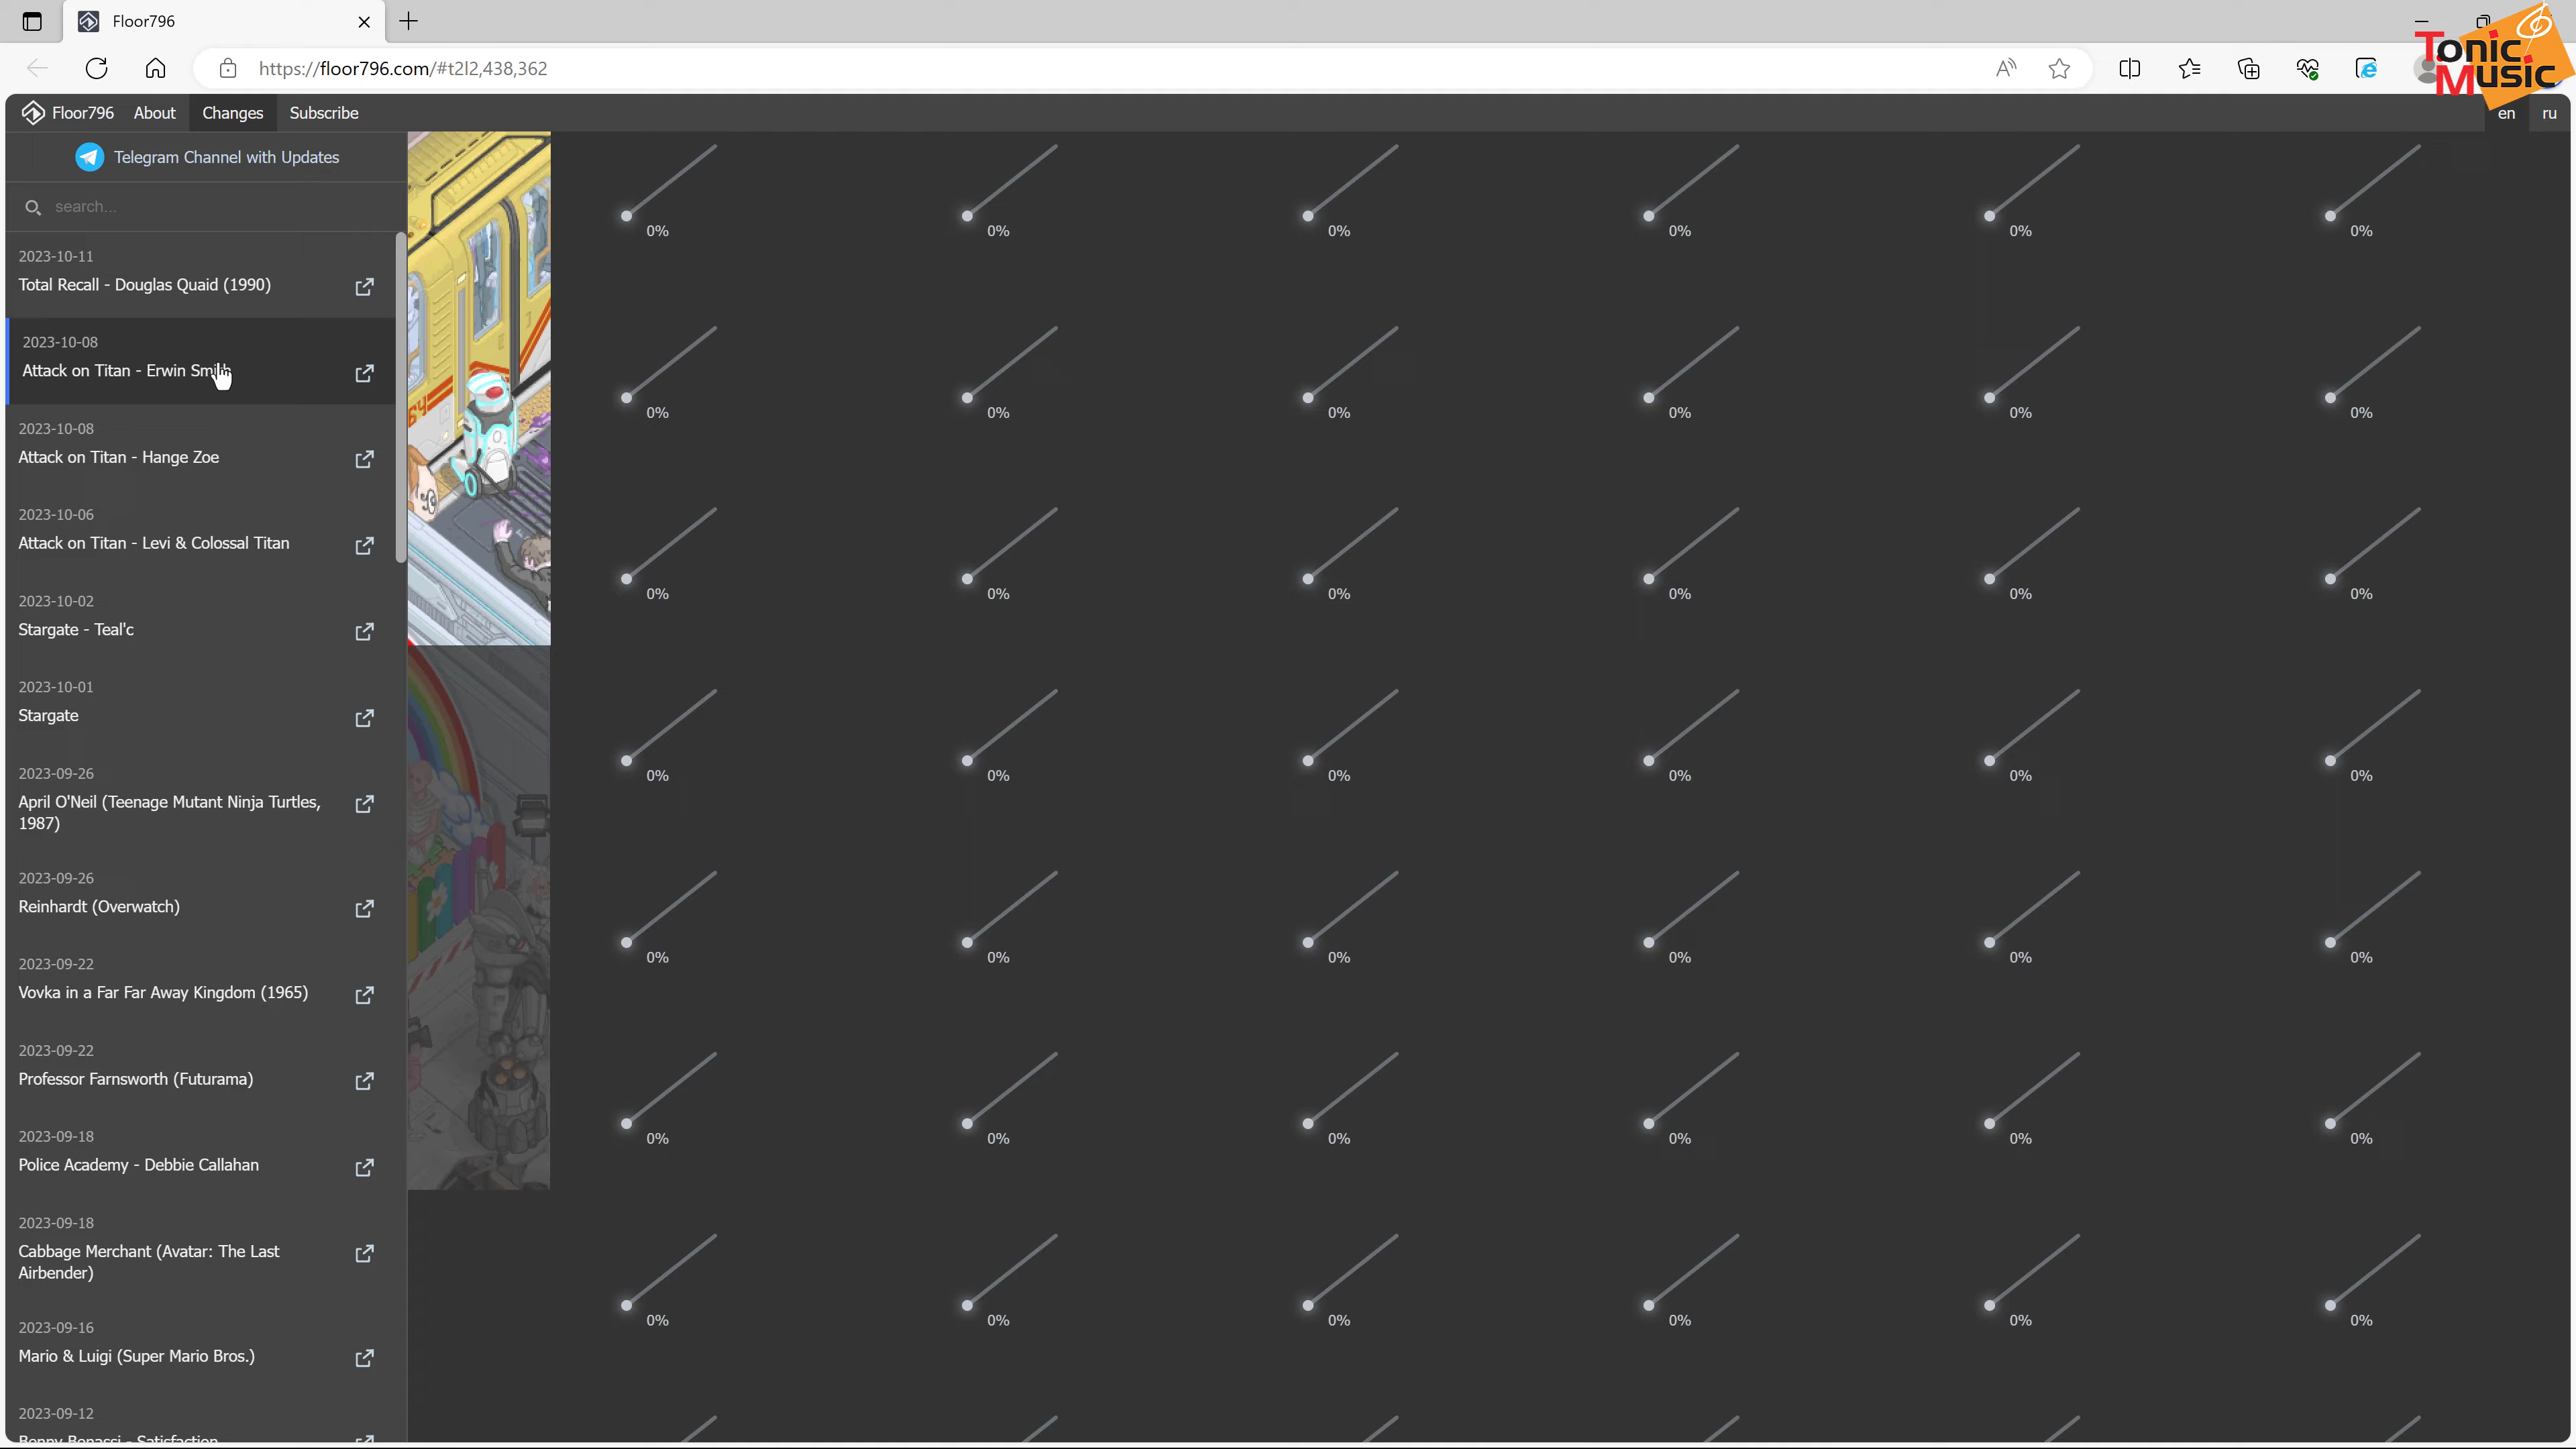 Floor796
https://floor796.com/#t2l2,438,362
Tonic Music
Floor796 About Changes Subscribe
en ru
Telegram Channel with Updates
search...
2023-10-11
Total Recall - Douglas Quaid (1990)
2023-10-08
Attack on Titan - Erwin Smith
2023-10-08
Attack on Titan - Hange Zoe
2023-10-06
Attack on Titan - Levi & Colossal Titan
2023-10-02
Stargate - Teal'c
2023-10-01
Stargate
2023-09-26
April O'Neil (Teenage Mutant Ninja Turtles,
1987)
2023-09-26
Reinhardt (Overwatch)
2023-09-22
Vovka in a Far Far Away Kingdom (1965)
2023-09-22
Professor Farnsworth (Futurama)
2023-09-18
Police Academy - Debbie Callahan
2023-09-18
Cabbage Merchant (Avatar: The Last
Airbender)
2023-09-16
Mario & Luigi (Super Mario Bros.)
2023-09-12
Benny Benassi - Satisfaction
0% 0% 0% 0% 0% 0%
0% 0% 0% 0% 0% 0%
0% 0% 0% 0% 0% 0%
0% 0% 0% 0% 0% 0%
0% 0% 0% 0% 0% 0%
0% 0% 0% 0% 0% 0%
0% 0% 0% 0% 0% 0%